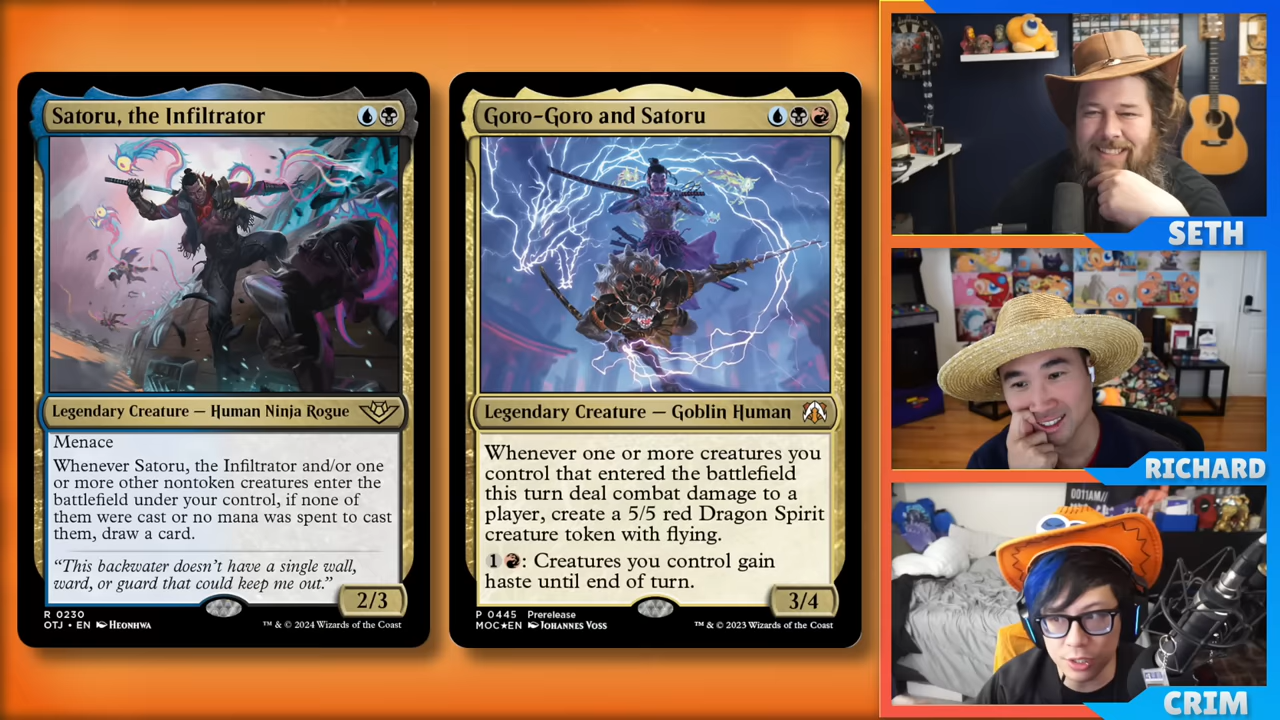 Satoru, the Infiltrator
Legendary Creature — Human Ninja Rogue
Menace
Whenever Satoru, the Infiltrator and/or one
or more other nontoken creatures enter the
battlefield under your control, if none of
them were cast or no mana was spent to cast
them, draw a card.
"This backwater doesn't have a single wall,
ward, or guard that could keep me out."
2/3
R 0230
OTJ • EN HEONHWA
™ & © 2024 Wizards of the Coast
Goro-Goro and Satoru
Legendary Creature — Goblin Human
Whenever one or more creatures you
control that entered the battlefield
this turn deal combat damage to a
player, create a 5/5 red Dragon Spirit
creature token with flying.
1: Creatures you control gain
haste until end of turn.
3/4
P 0445 Prerelease
MOC★EN JOHANNES VOSS
™ & © 2023 Wizards of the Coast
SETH
RICHARD
0011AM//
CRIM